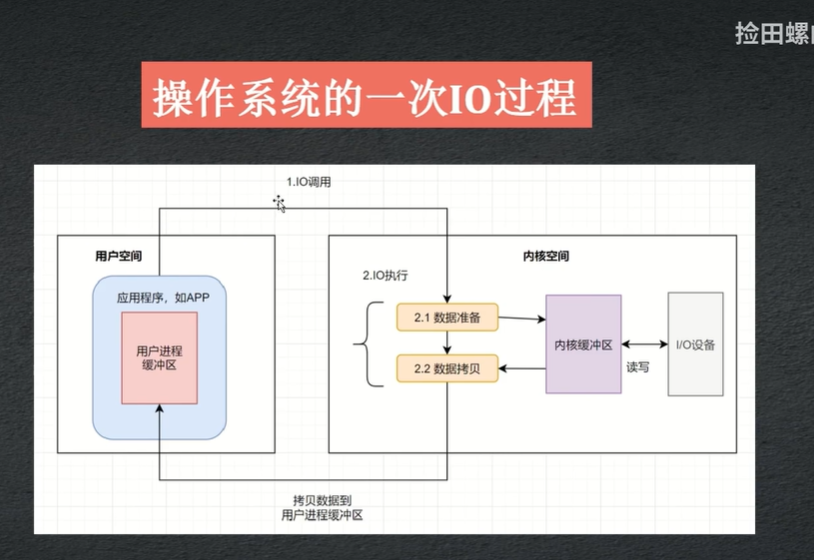 捡田螺
操作系统的一次IO过程
1.IO调用
用户空间
内核空间
2.IO执行
应用程序，如APP
2.1 数据准备
用户进程
缓冲区
内核缓冲区
I/O设备
2.2 数据拷贝
读写
拷贝数据到
用户进程缓冲区